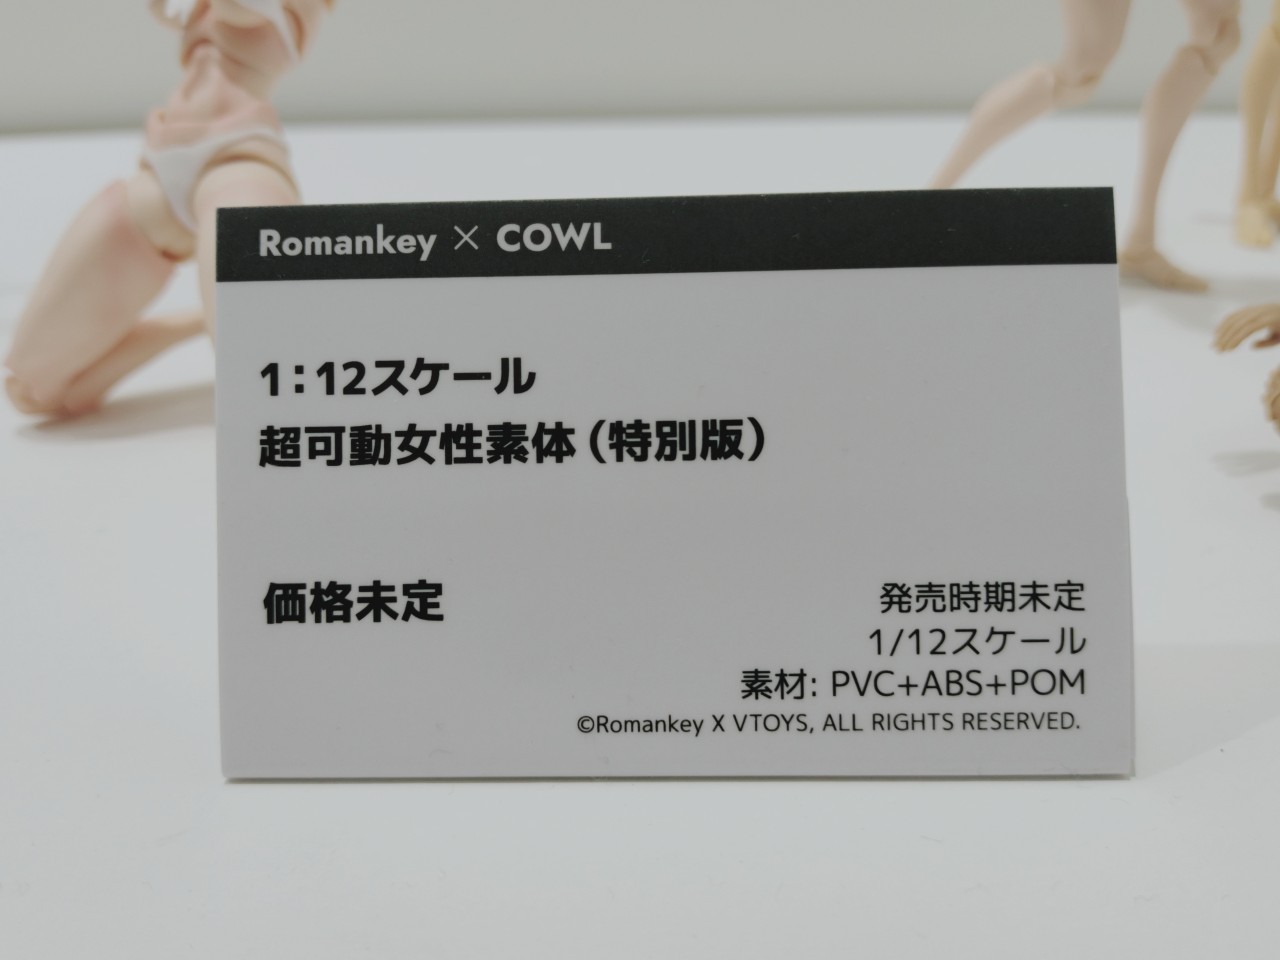 Romankey × COWL
1：12スケール
超可動女性素体（特別版）
価格未定
発売時期未定
1/12スケール
素材: PVC+ABS+POM
©Romankey X VTOYS, ALL RIGHTS RESERVED.